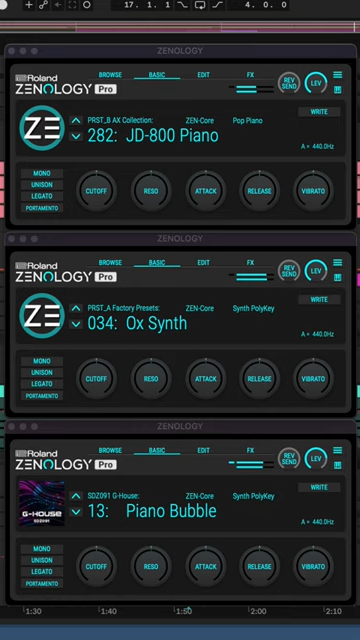 17. 1. 1
4. 0. 0
ZENOLOGY
Roland
ZENOLOGY Pro
BROWSE BASIC EDIT FX
REV SEND LEV
WRITE
PRST_B AX Collection: ZEN-Core Pop Piano
282: JD-800 Piano
A = 440.0Hz
MONO
UNISON
LEGATO
PORTAMENTO
CUTOFF RESO ATTACK RELEASE VIBRATO
ZENOLOGY
Roland
ZENOLOGY Pro
BROWSE BASIC EDIT FX
REV SEND LEV
WRITE
PRST_A Factory Presets: ZEN-Core Synth PolyKey
034: Ox Synth
A = 440.0Hz
MONO
UNISON
LEGATO
PORTAMENTO
CUTOFF RESO ATTACK RELEASE VIBRATO
ZENOLOGY
Roland
ZENOLOGY Pro
BROWSE BASIC EDIT FX
REV SEND LEV
WRITE
SDZ091 G-House: ZEN-Core Synth PolyKey
13: Piano Bubble
G-HOUSE
SDZ091
A = 440.0Hz
MONO
UNISON
LEGATO
PORTAMENTO
CUTOFF RESO ATTACK RELEASE VIBRATO
1:30 1:40 1:50 2:00 2:10